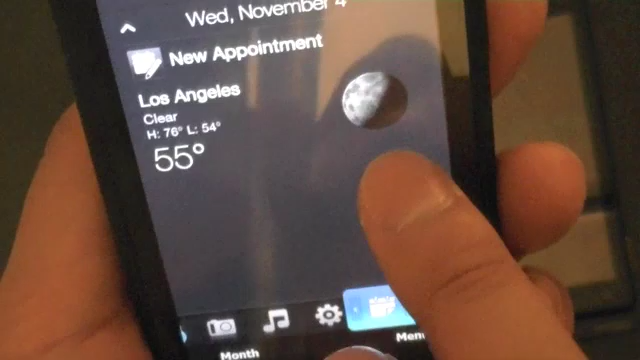 Wed, November 4
New Appointment
Los Angeles
Clear
H: 76° L: 54°
55°
Month